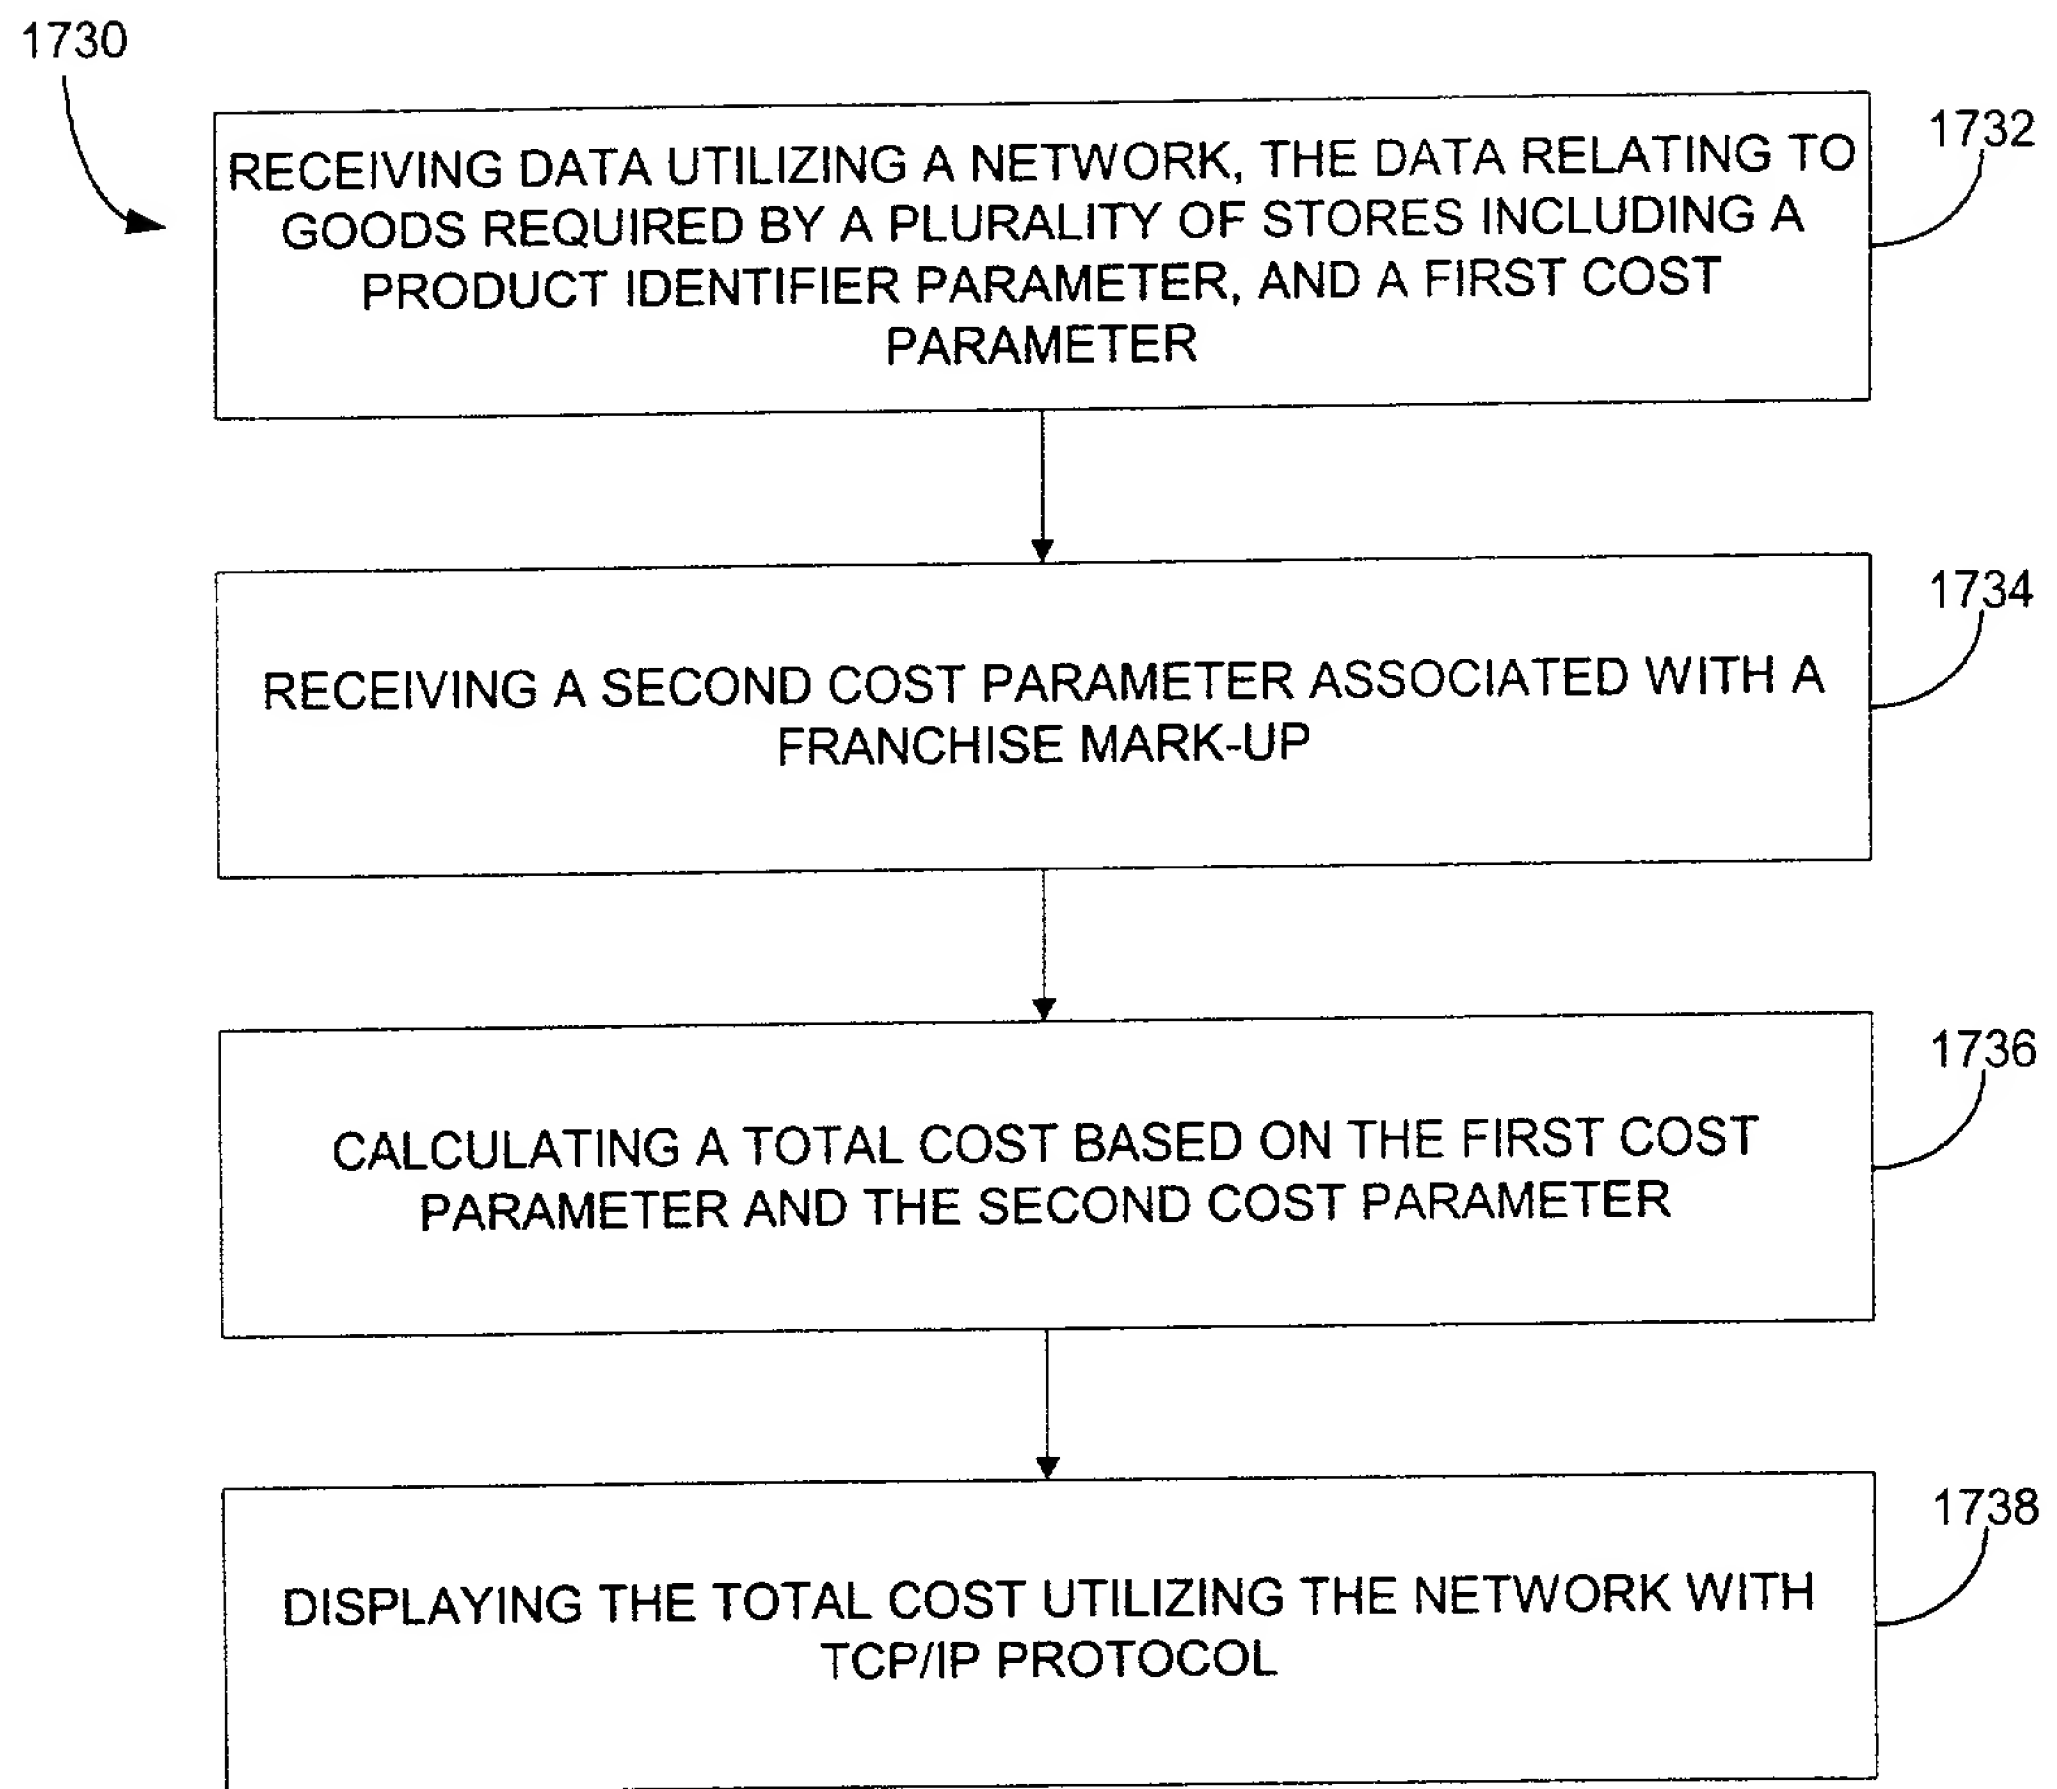 1730
1732
RECEIVING DATA UTILIZING A NETWORK, THE DATA RELATING TO
GOODS REQUIRED BY A PLURALITY OF STORES INCLUDING A
PRODUCT IDENTIFIER PARAMETER, AND A FIRST COST
PARAMETER
1734
RECEIVING A SECOND COST PARAMETER ASSOCIATED WITH A
FRANCHISE MARK-UP
1736
CALCULATING A TOTAL COST BASED ON THE FIRST COST
PARAMETER AND THE SECOND COST PARAMETER
1738
DISPLAYING THE TOTAL COST UTILIZING THE NETWORK WITH
TCP/IP PROTOCOL